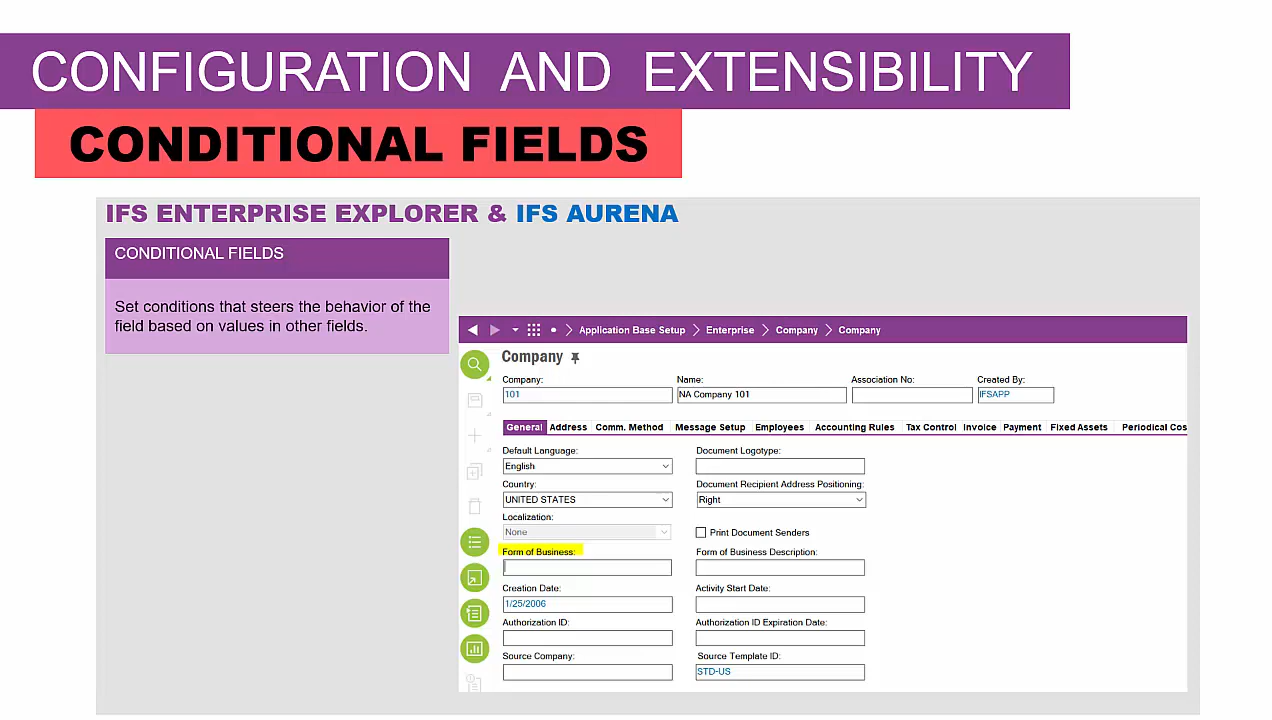 CONFIGURATION AND EXTENSIBILITY
CONDITIONAL FIELDS
IFS ENTERPRISE EXPLORER & IFS AURENA
CONDITIONAL FIELDS
Set conditions that steers the behavior of the
field based on values in other fields.
Application Base Setup Enterprise Company Company
Company
Company: Name: Association No: Created By:
101 NA Company 101 IFSAPP
General Address Comm. Method Message Setup Employees Accounting Rules Tax Control Invoice Payment Fixed Assets Periodical Cos
Default Language: Document Logotype:
English
Country: Document Recipient Address Positioning:
UNITED STATES Right
Localization:
None Print Document Senders
Form of Business: Form of Business Description:
Creation Date: Activity Start Date:
1/25/2006
Authorization ID: Authorization ID Expiration Date:
Source Company: Source Template ID:
STD-US